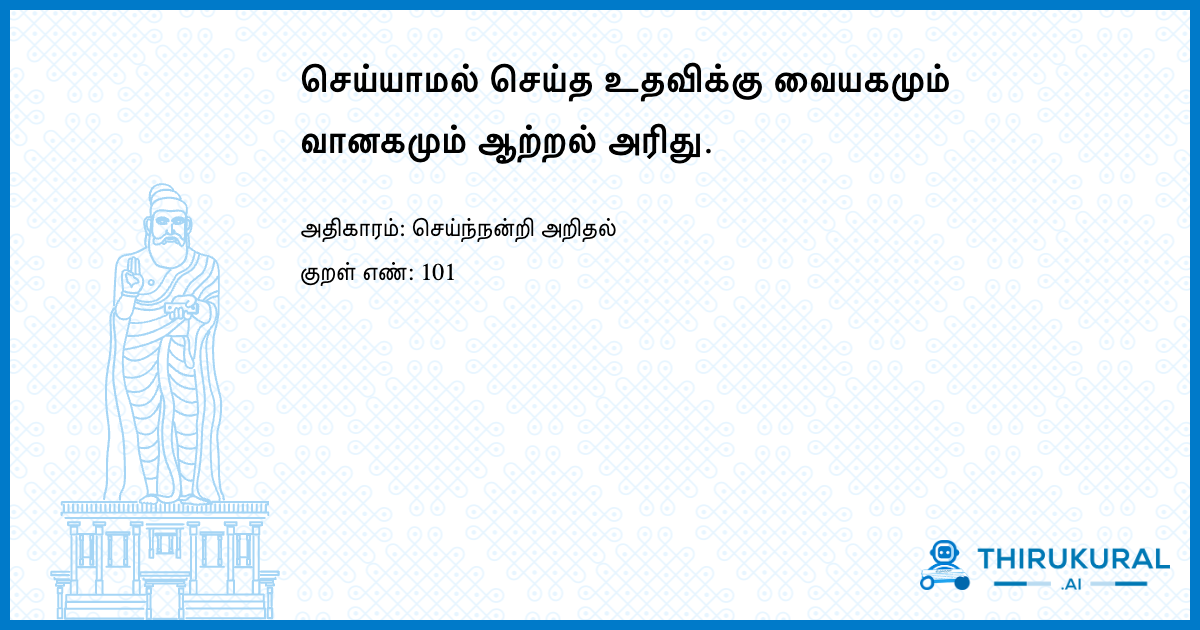 செய்யாமல் செய்த உதவிக்கு வையகமும்
வானகமும் ஆற்றல் அரிது.
அதிகாரம்: செய்ந்நன்றி அறிதல்
குறள் எண்: 101
THIRUKURAL
.AI